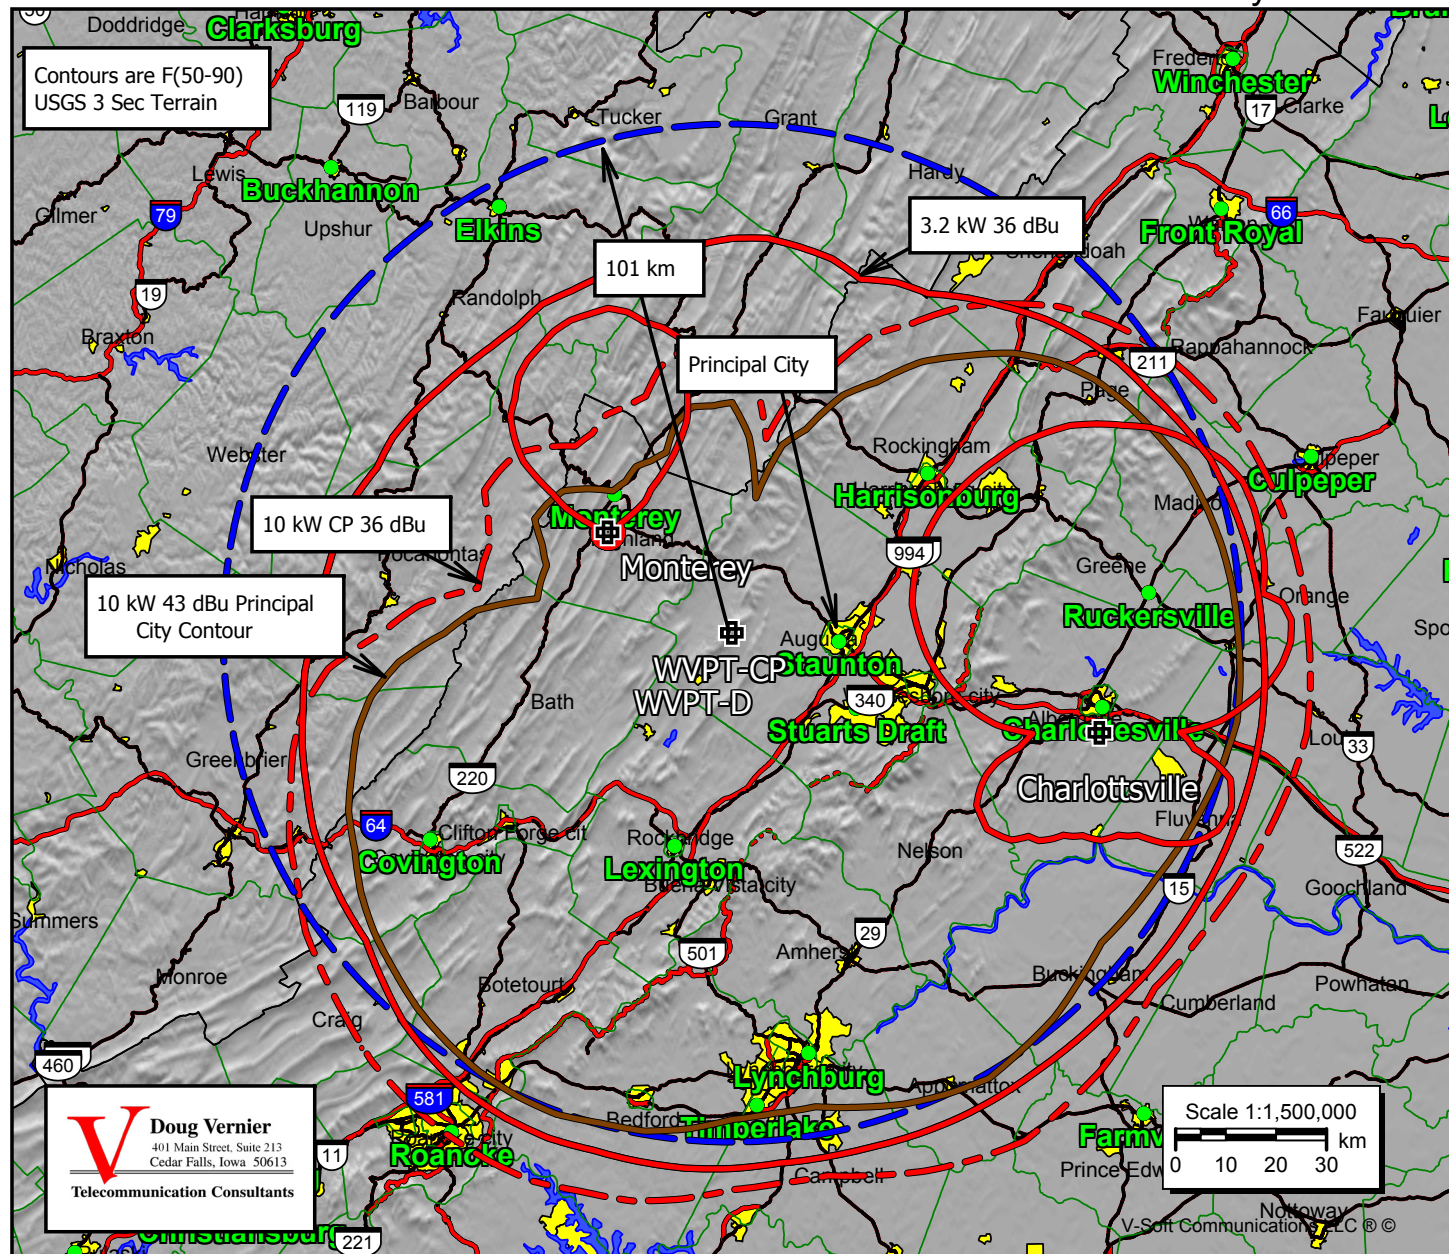 Doddridge
Clarksburg
Contours are F(50-90)
USGS 3 Sec Terrain
119
Barbour
Tucker
Grant
Winchester
17
Clarke
Lewis
Buckhannon
Hardy
Gilmer
79
Upshur
Elkins
3.2 kW 36 dBu
66
Front Royal
101 km
19
Randolph
Braxton
Fauquier
Principal City
211
Rappahannock
Page
Webster
Rockingham
Harrisonburg
Culpeper
10 kW CP 36 dBu
Monterey
Madison
Pocahontas
994
Nicholas
Monterey
Greene
10 kW 43 dBu Principal
City Contour
Ruckersville
Orange
WVPT-CP
Staunton
WVPT-D
Bath
340
Stuarts Draft
Charlottesville
33
Greenbrier
220
Charlottsville
64
Clifton Forge cit
Covington
Rockbridge
Lexington
Buena Vista city
Nelson
Fluvanna
522
15
Goochland
Summers
501
29
Amherst
Monroe
Botetourt
Buckingham
Powhatan
Cumberland
Craig
460
581
Lynchburg
Appomattox
Bedford
Timberlake
Roanoke
11
Campbell
Scale 1:1,500,000
km
0 10 20 30
Doug Vernier
401 Main Street, Suite 213
Cedar Falls, Iowa 50613
Telecommunication Consultants
Nottoway
V-Soft Communications LLC ® ©
221